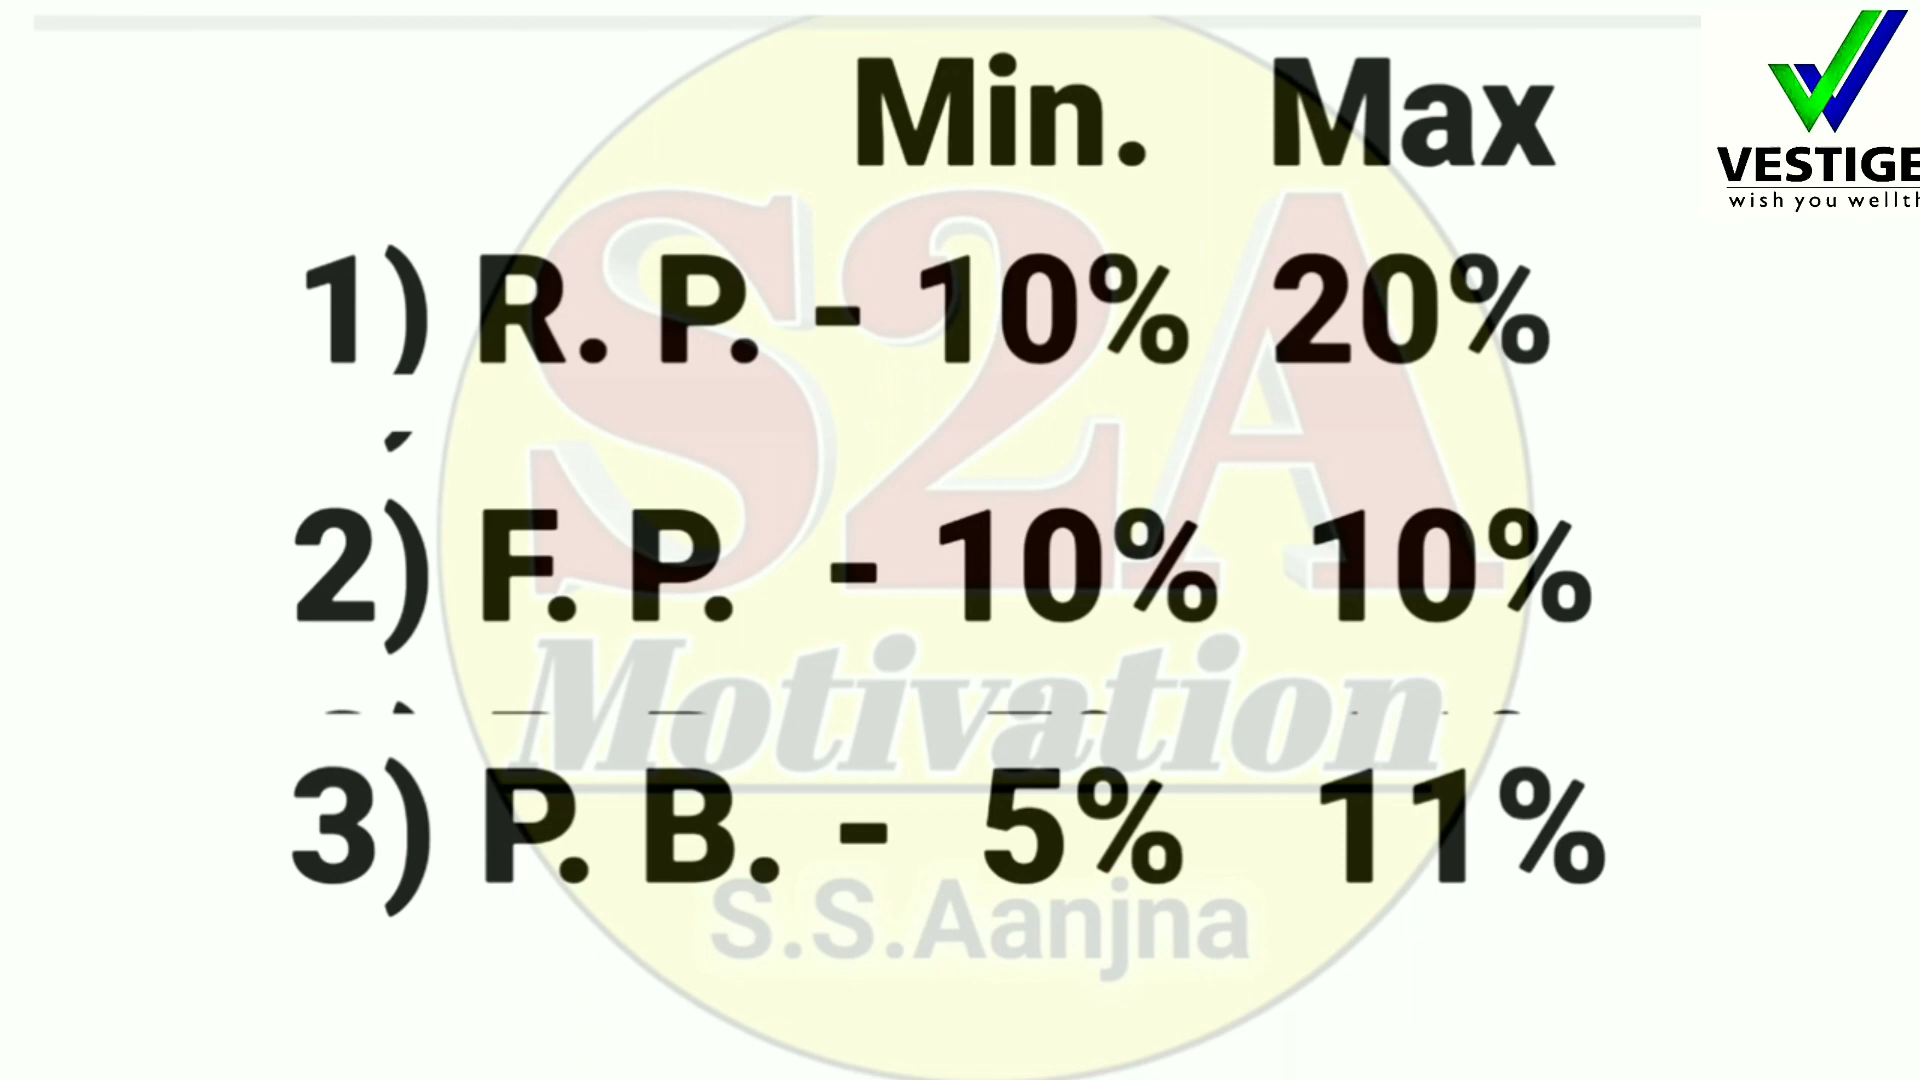 Min. Max
VESTIGE
wish you wellth
1) R. P. - 10% 20%
S2A
2) F. P. - 10% 10%
Motivation
3) P. B. - 5% 11%
S.S.Aanjna